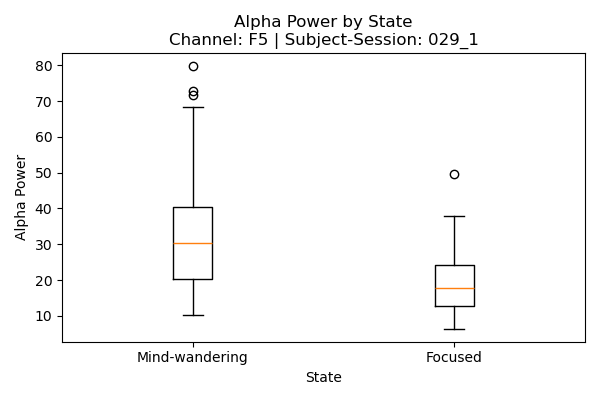 Alpha Power by State
Channel: F5 | Subject-Session: 029_1
Alpha Power
80
70
60
50
40
30
20
10
Mind-wandering
Focused
State